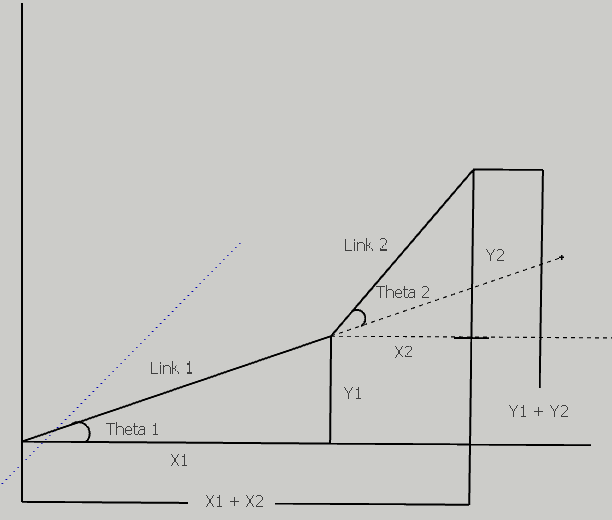 Link 2
Y2
Theta 2
X2
Link 1
Y1
Y1 + Y2
Theta 1
X1
X1 + X2